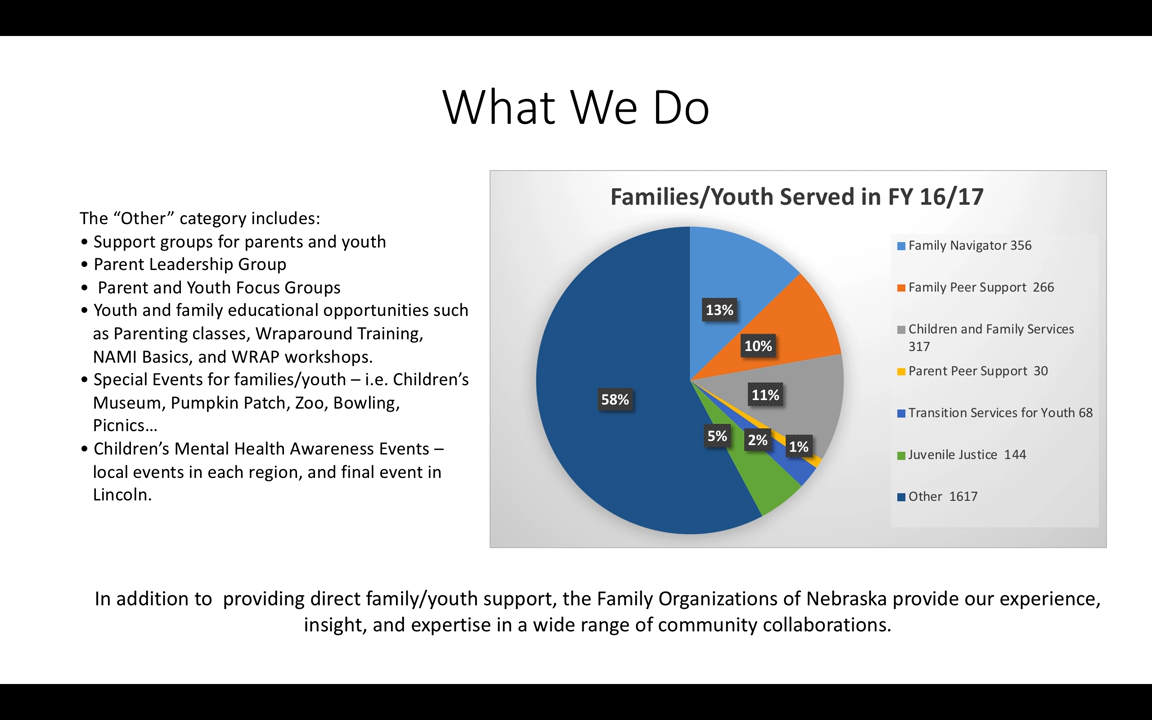 What We Do
The “Other” category includes:
• Support groups for parents and youth
• Parent Leadership Group
•  Parent and Youth Focus Groups
• Youth and family educational opportunities such
as Parenting classes, Wraparound Training,
NAMI Basics, and WRAP workshops.
• Special Events for families/youth – i.e. Children’s
Museum, Pumpkin Patch, Zoo, Bowling,
Picnics…
• Children’s Mental Health Awareness Events –
local events in each region, and final event in
Lincoln.
Families/Youth Served in FY 16/17
13%
10%
11%
1%
2%
5%
58%
Family Navigator 356
Family Peer Support  266
Children and Family Services
317
Parent Peer Support  30
Transition Services for Youth 68
Juvenile Justice  144
Other  1617
In addition to  providing direct family/youth support, the Family Organizations of Nebraska provide our experience,
insight, and expertise in a wide range of community collaborations.